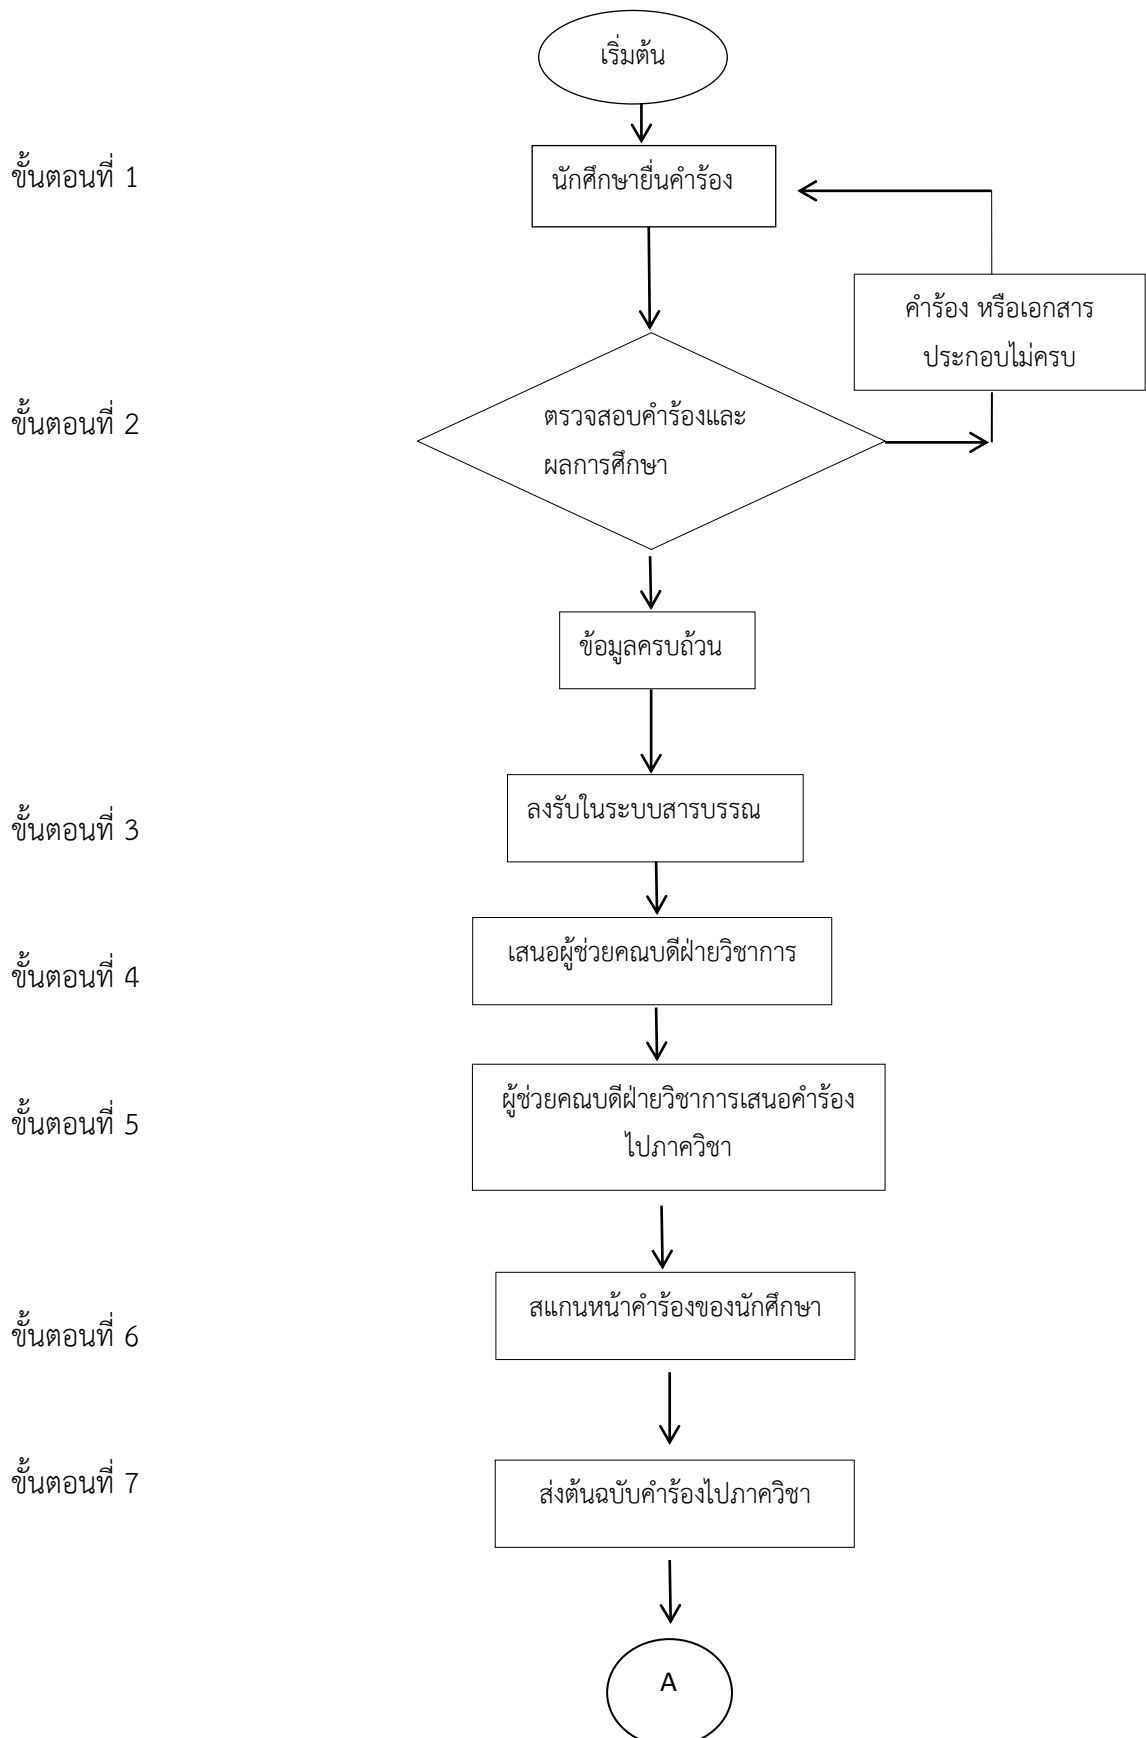 เริ่มต้น
ขั้นตอนที่ 1
นักศึกษายื่นคำร้อง
คำร้อง หรือเอกสาร
ประกอบไม่ครบ
ขั้นตอนที่ 2
ตรวจสอบคำร้องและ
ผลการศึกษา
ข้อมูลครบถ้วน
ขั้นตอนที่ 3
ลงรับในระบบสารบรรณ
ขั้นตอนที่ 4
เสนอผู้ช่วยคณบดีฝ่ายวิชาการ
ขั้นตอนที่ 5
ผู้ช่วยคณบดีฝ่ายวิชาการเสนอคำร้อง
ไปภาควิชา
ขั้นตอนที่ 6
สแกนหน้าคำร้องของนักศึกษา
ขั้นตอนที่ 7
ส่งต้นฉบับคำร้องไปภาควิชา
A